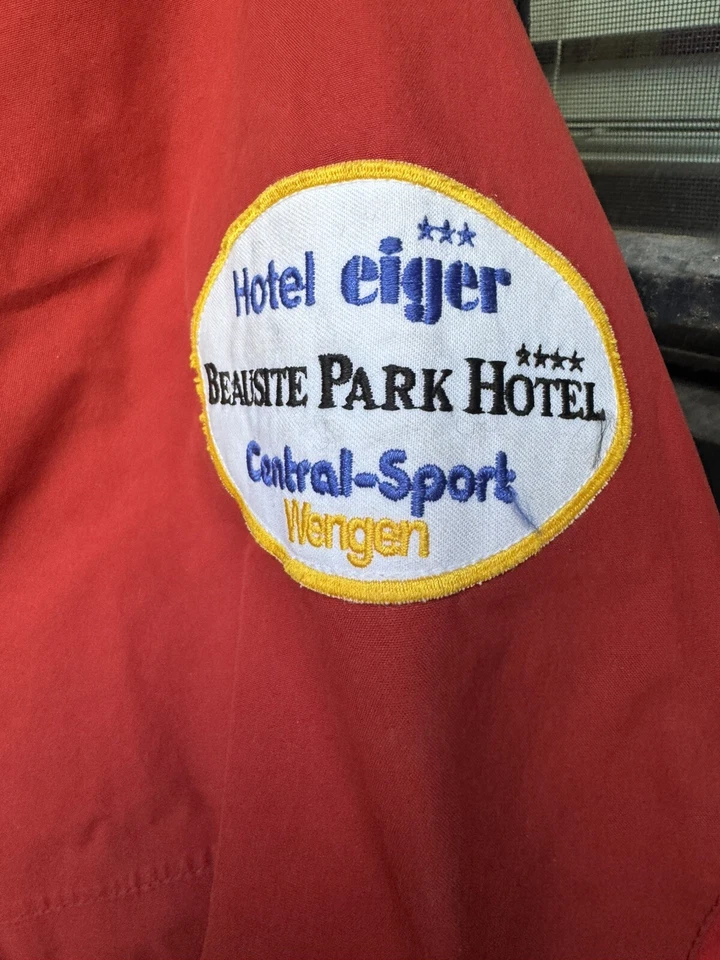 ***
Hotel eiger
****
BEAUSITE PARK HOTEL
Central-Sport
Wengen